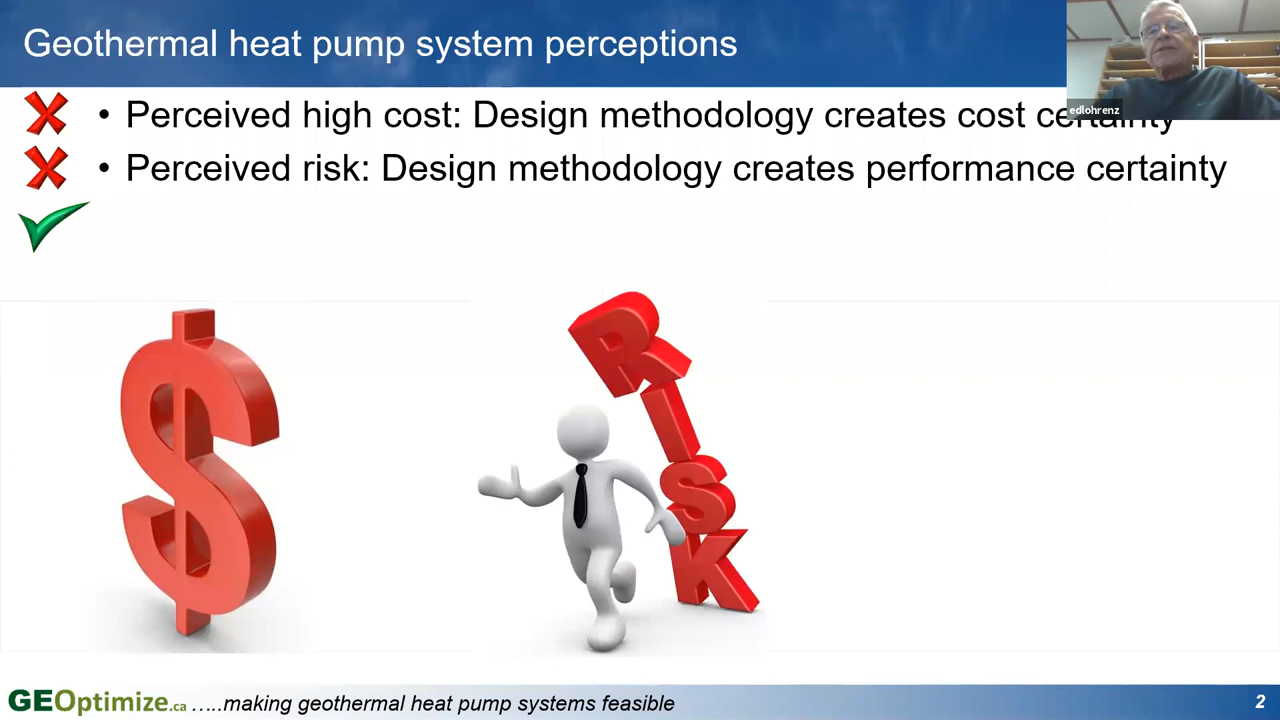 Geothermal heat pump system perceptions
edlohrenz
• Perceived high cost: Design methodology creates cost certainty
• Perceived risk: Design methodology creates performance certainty
RISK
GEOptimize.ca …..making geothermal heat pump systems feasible
2